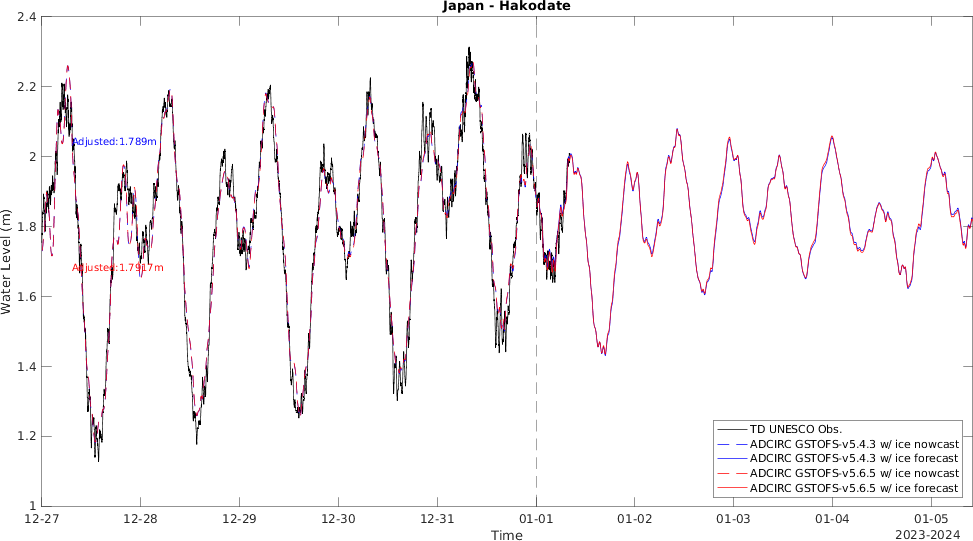 Japan - Hakodate
2.4
2.2
2
1.8
1.6
1.4
1.2
1
Water Level (m)
Adjusted:1.789m
Adjusted:1.7917m
TD UNESCO Obs.
ADCIRC GSTOFS-v5.4.3 w/ ice nowcast
ADCIRC GSTOFS-v5.4.3 w/ ice forecast
ADCIRC GSTOFS-v5.6.5 w/ ice nowcast
ADCIRC GSTOFS-v5.6.5 w/ ice forecast
12-27 12-28 12-29 12-30 12-31 01-01 01-02 01-03 01-04 01-05
Time
2023-2024